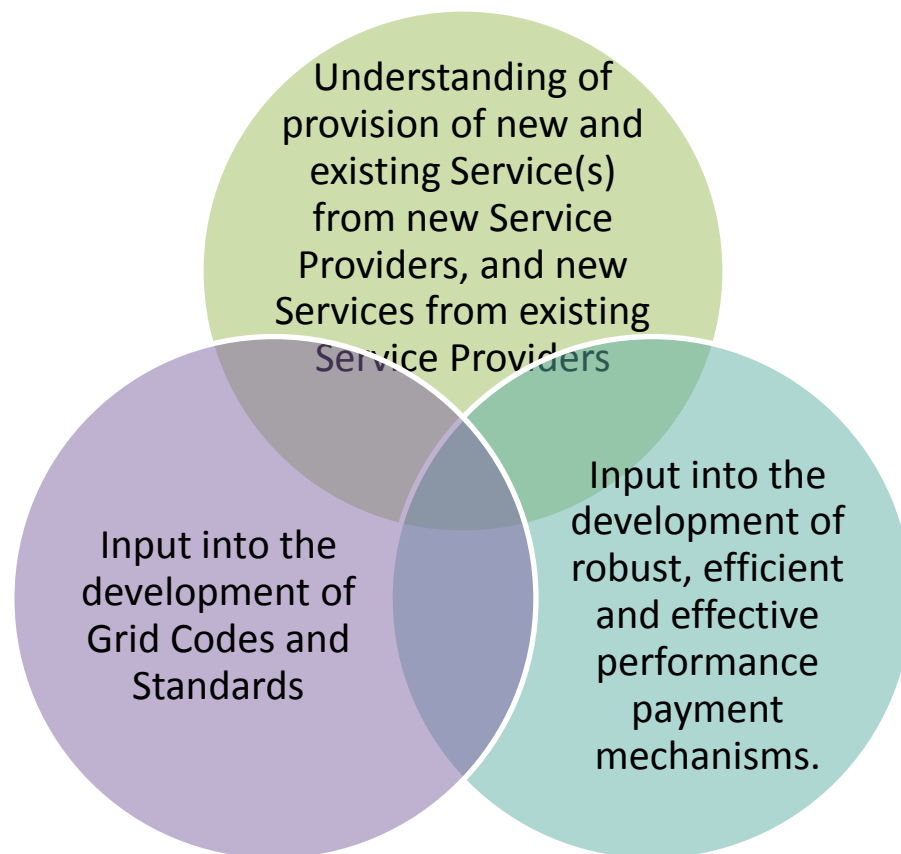 Understanding of
provision of new and
existing Service(s)
from new Service
Providers, and new
Services from existing
Service Providers
Input into the
development of
Grid Codes and
Standards
Input into the
development of
robust, efficient
and effective
performance
payment
mechanisms.